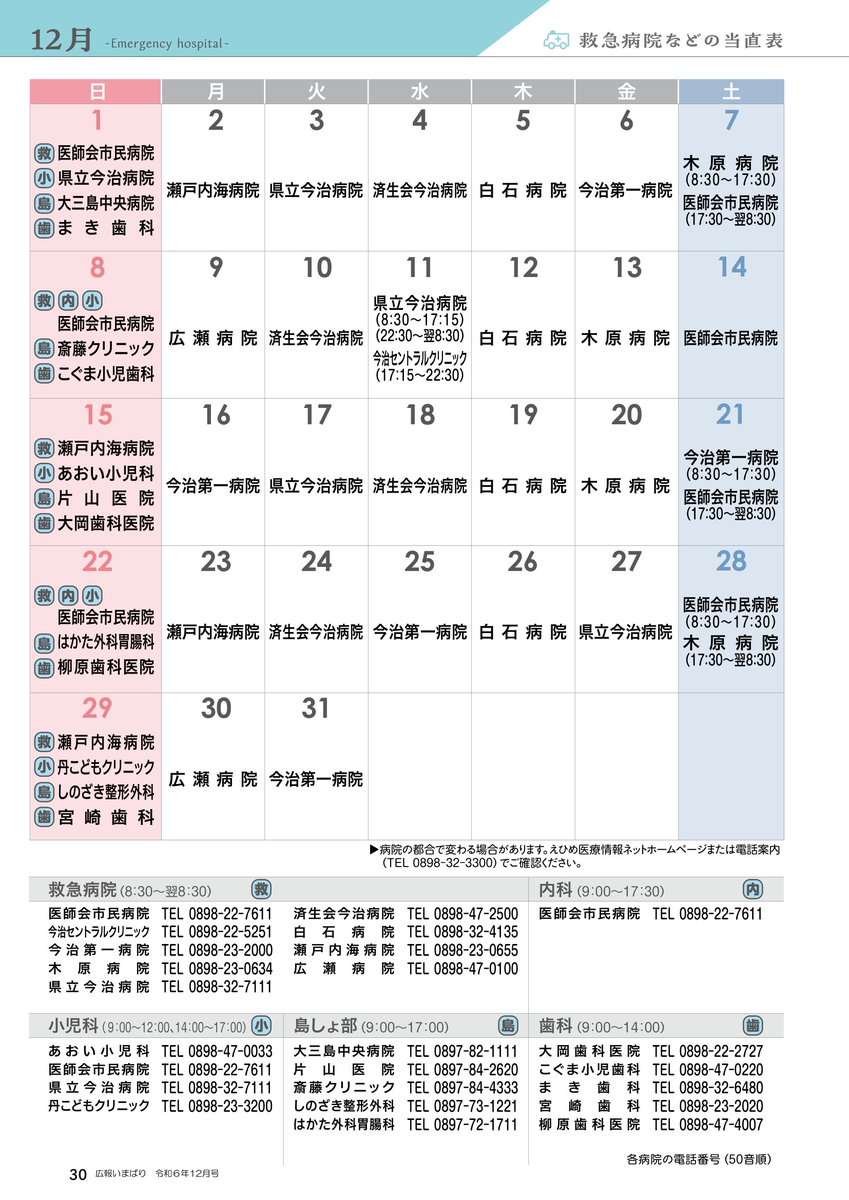 12月 -Emergency hospital-
救急病院などの当直表
日 月 火 水 木 金 土
1 2 3 4 5 6 7
救 医師会市民病院
小 県立今治病院
島 大三島中央病院
歯 まき歯科
瀬戸内海病院
県立今治病院
済生会今治病院
白石病院
今治第一病院
木原病院
(8:30～17:30)
医師会市民病院
(17:30～翌8:30)
8 9 10 11 12 13 14
救 内 小
医師会市民病院
島 斎藤クリニック
歯 こぐま小児歯科
広瀬病院
済生会今治病院
県立今治病院
(8:30～17:15)
(22:30～翌8:30)
今治セントラルクリニック
(17:15～22:30)
白石病院
木原病院
医師会市民病院
15 16 17 18 19 20 21
救 瀬戸内海病院
小 あおい小児科
島 片山医院
歯 大岡歯科医院
今治第一病院
県立今治病院
済生会今治病院
白石病院
木原病院
今治第一病院
(8:30～17:30)
医師会市民病院
(17:30～翌8:30)
22 23 24 25 26 27 28
救 内 小
医師会市民病院
島 はかた外科胃腸科
歯 柳原歯科医院
瀬戸内海病院
済生会今治病院
今治第一病院
白石病院
県立今治病院
医師会市民病院
(8:30～17:30)
木原病院
(17:30～翌8:30)
29 30 31
救 瀬戸内海病院
小 丹こどもクリニック
島 しのざき整形外科
歯 宮崎歯科
広瀬病院
今治第一病院
▶病院の都合で変わる場合があります。えひめ医療情報ネットホームページまたは電話案内
(TEL 0898-32-3300)でご確認ください。
救急病院(8:30～翌8:30) 救
医師会市民病院 TEL 0898-22-7611
今治セントラルクリニック TEL 0898-22-5251
今治第一病院 TEL 0898-23-2000
木原病院 TEL 0898-23-0634
県立今治病院 TEL 0898-32-7111
済生会今治病院 TEL 0898-47-2500
白石病院 TEL 0898-32-4135
瀬戸内海病院 TEL 0898-23-0655
広瀬病院 TEL 0898-47-0100
内科(9:00～17:30) 内
医師会市民病院 TEL 0898-22-7611
小児科(9:00～12:00、14:00～17:00) 小
あおい小児科 TEL 0898-47-0033
医師会市民病院 TEL 0898-22-7611
県立今治病院 TEL 0898-32-7111
丹こどもクリニック TEL 0898-23-3200
島しょ部(9:00～17:00) 島
大三島中央病院 TEL 0897-82-1111
片山医院 TEL 0897-84-2620
斎藤クリニック TEL 0897-84-4333
しのざき整形外科 TEL 0897-73-1221
はかた外科胃腸科 TEL 0897-72-1711
歯科(9:00～14:00) 歯
大岡歯科医院 TEL 0898-22-2727
こぐま小児歯科 TEL 0898-47-0220
まき歯科 TEL 0898-32-6480
宮崎歯科 TEL 0898-23-2020
柳原歯科医院 TEL 0898-47-4007
各病院の電話番号(50音順)
30 広報いまばり 令和6年12月号